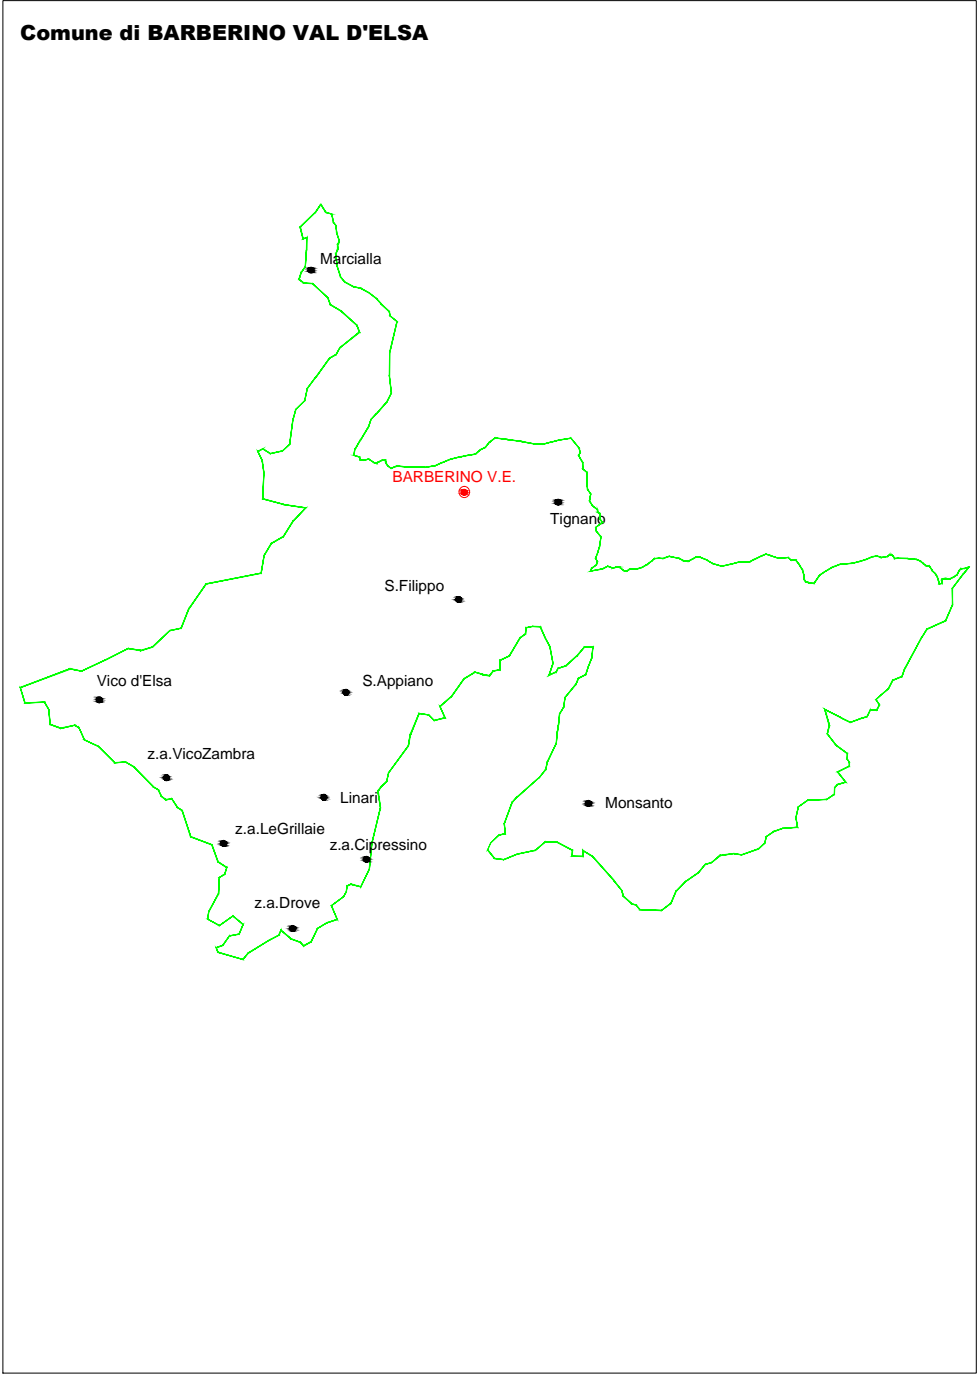 Comune di BARBERINO VAL D'ELSA
Marcialla
BARBERINO V.E.
Tignano
S.Filippo
Vico d'Elsa
S.Appiano
z.a.VicoZambra
Linari
Monsanto
z.a.LeGrillaie
z.a.Cipressino
z.a.Drove